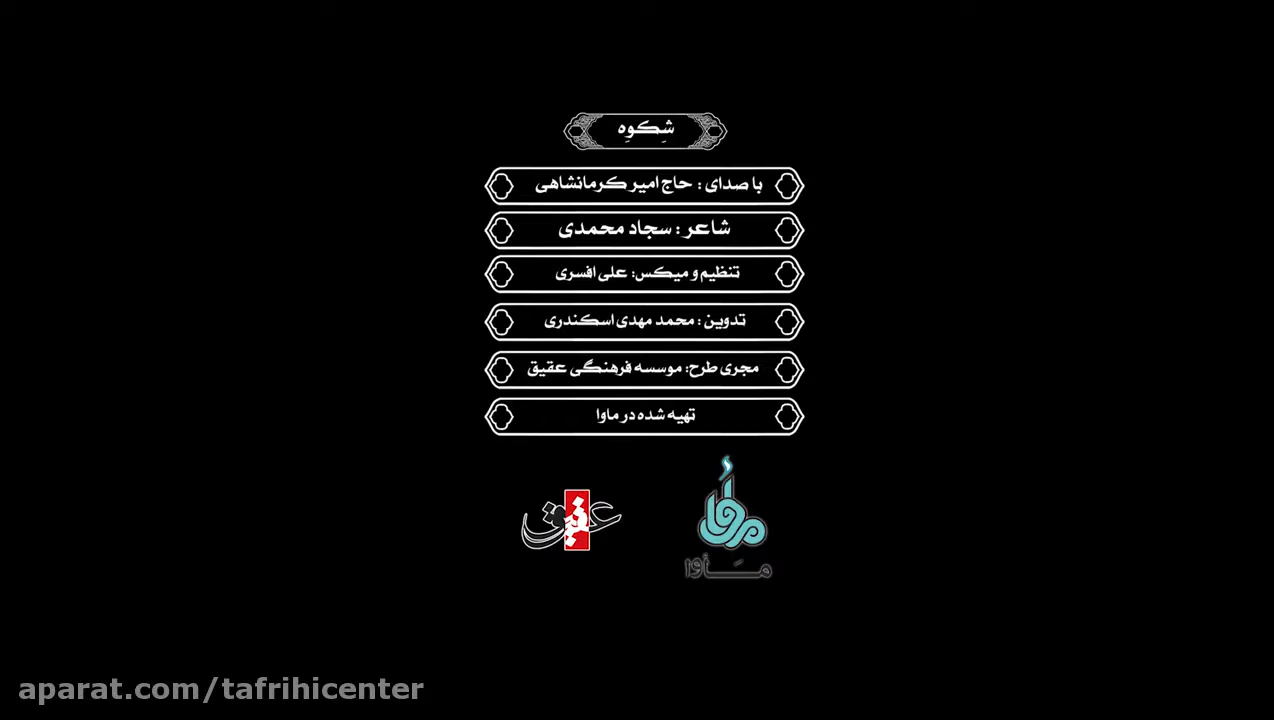 شِکوِه
با صدای : حاج امیر کرمانشاهی
شاعر : سجاد محمدی
تنظیم و میکس: علی افسری
تدوین : محمد مهدی اسکندری
مجری طرح: موسسه فرهنگی عقیق
تهیه شده در ماوا
عقیق
مأوا
مَـأوا
aparat.com/tafrihicenter